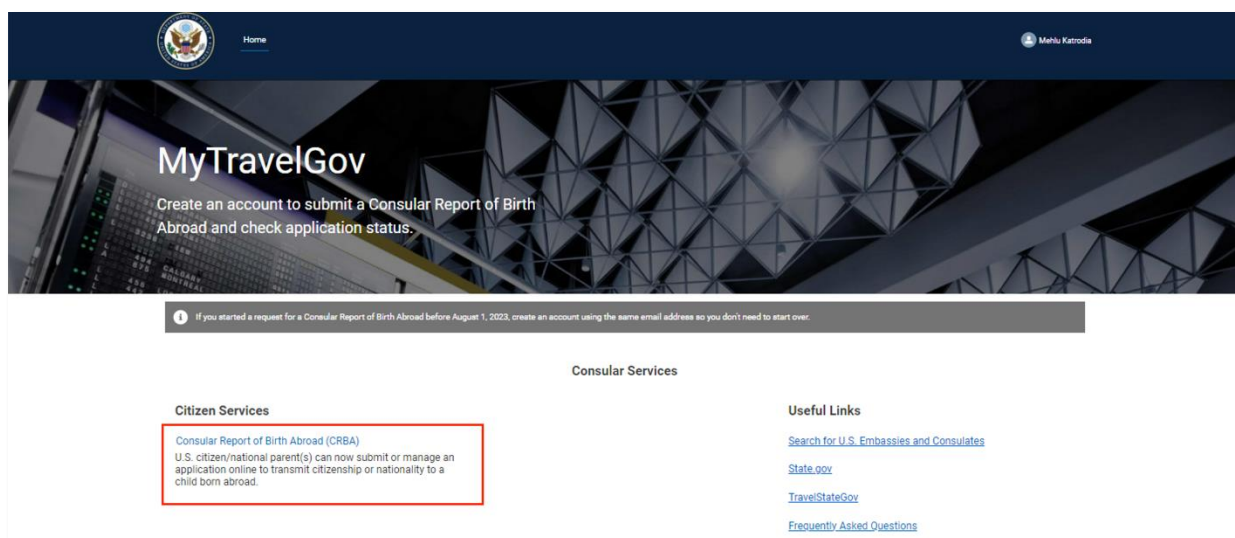 Home
Mehlu Katrodia
MyTravelGov
Create an account to submit a Consular Report of Birth
Abroad and check application status.
If you started a request for a Consular Report of Birth Abroad before August 1, 2023, create an account using the same email address so you don't need to start over.
Consular Services
Citizen Services
Consular Report of Birth Abroad (CRBA)
U.S. citizen/national parent(s) can now submit or manage an
application online to transmit citizenship or nationality to a
child born abroad.
Useful Links
Search for U.S. Embassies and Consulates
State.gov
TravelStateGov
Frequently Asked Questions